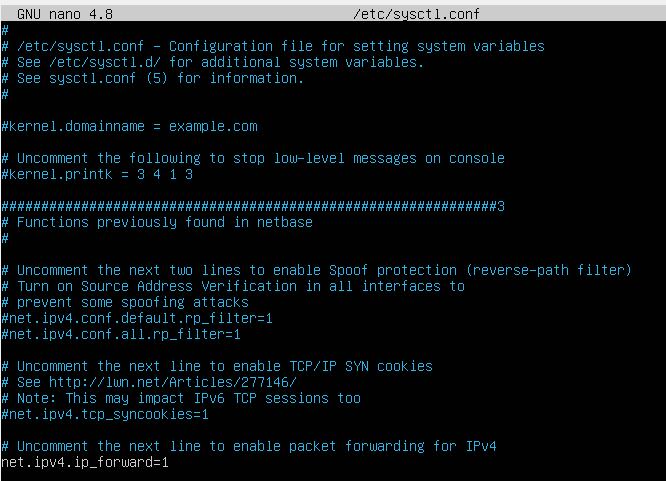 GNU nano 4.8 /etc/sysctl.conf
#
# /etc/sysctl.conf - Configuration file for setting system variables
# See /etc/sysctl.d/ for additional system variables.
# See sysctl.conf (5) for information.
#
#kernel.domainname = example.com
# Uncomment the following to stop low-level messages on console
#kernel.printk = 3 4 1 3
##############################################################3
# Functions previously found in netbase
#
# Uncomment the next two lines to enable Spoof protection (reverse-path filter)
# Turn on Source Address Verification in all interfaces to
# prevent some spoofing attacks
#net.ipv4.conf.default.rp_filter=1
#net.ipv4.conf.all.rp_filter=1
# Uncomment the next line to enable TCP/IP SYN cookies
# See http://lwn.net/Articles/277146/
# Note: This may impact IPv6 TCP sessions too
#net.ipv4.tcp_syncookies=1
# Uncomment the next line to enable packet forwarding for IPv4
net.ipv4.ip_forward=1